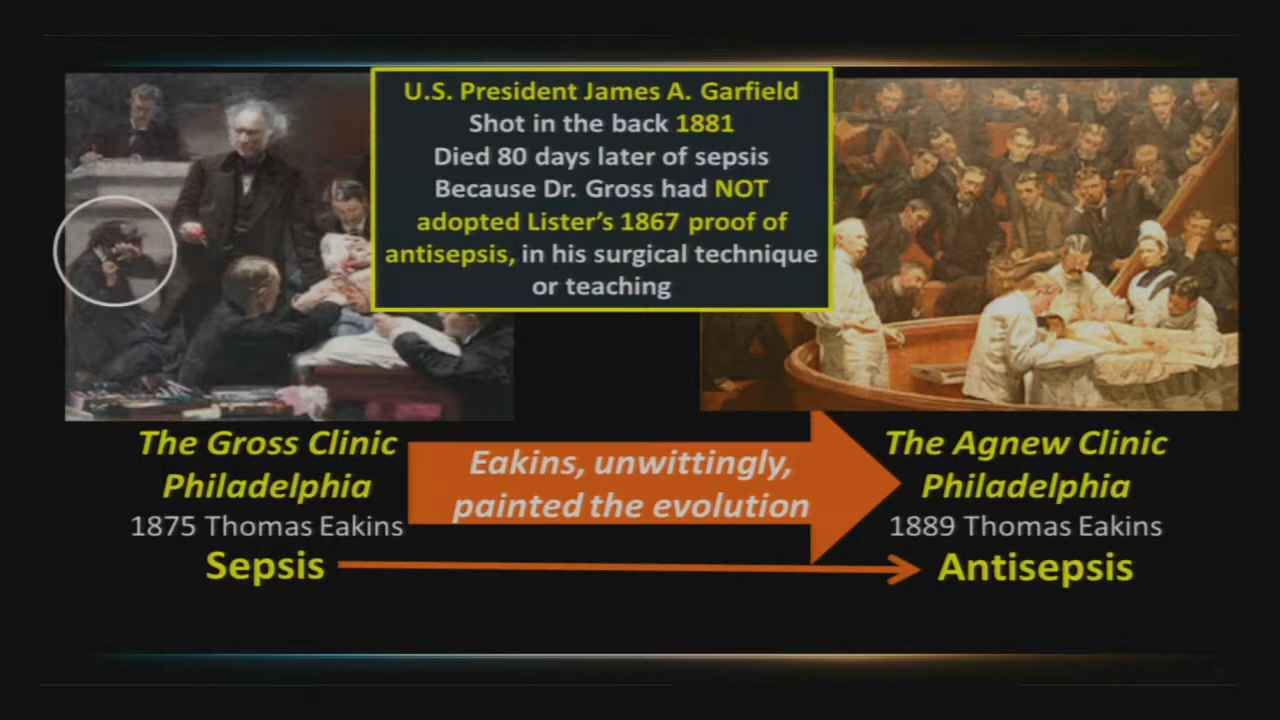 U.S. President James A. Garfield
Shot in the back 1881
Died 80 days later of sepsis
Because Dr. Gross had NOT
adopted Lister's 1867 proof of
antisepsis, in his surgical technique
or teaching
The Gross Clinic
Philadelphia
1875 Thomas Eakins
Sepsis
Eakins, unwittingly,
painted the evolution
The Agnew Clinic
Philadelphia
1889 Thomas Eakins
Antisepsis